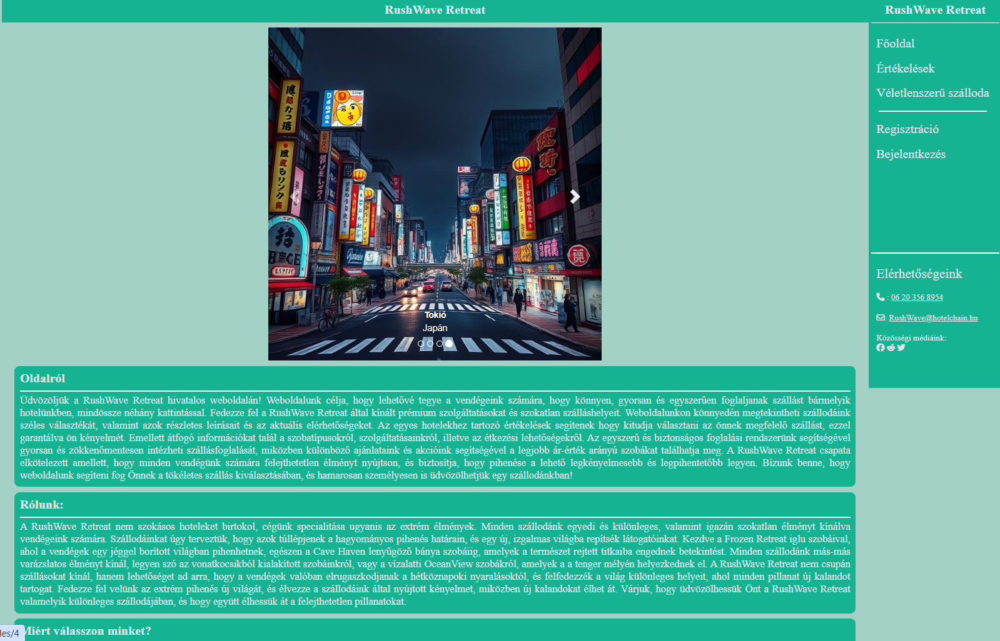 RushWave Retreat
RushWave Retreat
Főoldal
Értékelések
Véletlenszerű szálloda
Regisztráció
Bejelentkezés
Elérhetőségeink
: 06 20 356 8954
: RushWave@hotelchain.hu
Közösségi médiáink:
Tokió
Japán
Oldalról
Üdvözöljük a RushWave Retreat hivatalos weboldalán! Weboldalunk célja, hogy lehetővé tegye a vendégeink számára, hogy könnyen, gyorsan és egyszerűen foglaljanak szállást bármelyik
hotelünkben, mindössze néhány kattintással. Fedezze fel a RushWave Retreat által kínált prémium szolgáltatásokat és szokatlan szálláshelyeit. Weboldalunkon könnyedén megtekintheti szállodáink
széles választékát, valamint azok részletes leírásait és az aktuális elérhetőségeket. Az egyes hotelekhez tartozó értékelések segítenek hogy kitudja választani az önnek megfelelő szállást, ezzel
garantálva ön kényelmét. Emellett átfogó információkat talál a szobatípusokról, szolgáltatásainkról, illetve az étkezési lehetőségekről. Az egyszerű és biztonságos foglalási rendszerünk segítségével
gyorsan és zökkenőmentesen intézheti szállásfoglalását, miközben különböző ajánlataink és akcióink segítségével a legjobb ár-érték arányú szobákat találhatja meg. A RushWave Retreat csapata
elkötelezett amellett, hogy minden vendégünk számára felejthetetlen élményt nyújtson, és biztosítja, hogy pihenése a lehető legkényelmesebb és legpihentetőbb legyen. Bízunk benne, hogy
weboldalunk segíteni fog Önnek a tökéletes szállás kiválasztásában, és hamarosan személyesen is üdvözölhetjük egy szállodánkban!
Rólunk:
A RushWave Retreat nem szokásos hoteleket birtokol, cégünk specialitása ugyanis az extrém élmények. Minden szállodánk egyedi és különleges, valamint igazán szokatlan élményt kínálva
vendégeink számára. Szállodáinkat úgy terveztük, hogy azok túllépjenek a hagyományos pihenés határain, és egy új, izgalmas világba repítsék látogatóinkat. Kezdve a Frozen Retreat iglu szobáival,
ahol a vendégek egy jéggel borított világban pihenhetnek, egészen a Cave Haven lenyűgöző bánya szobáiig, amelyek a természet rejtett titkaiba engednek betekintést. Minden szállodánk más-más
varázslatos élményt kínál, legyen szó az vonatkocsikból kialakított szobáinkról, vagy a vízalatti OceanView szobákról, amelyek a a tenger mélyén helyezkednek el. A RushWave Retreat nem csupán
szállásokat kínál, hanem lehetőséget ad arra, hogy a vendégek valóban elrugaszkodjanak a hétköznapoki nyaralásoktól, és felfedezzék a világ különleges helyeit, ahol minden pillanat új kalandot
tartogat. Fedezze fel velünk az extrém pihenés új világát, és élvezze a szállodáink által nyújtott kényelmet, miközben új kalandokat élhet át. Várjuk, hogy üdvözölhessük Önt a RushWave Retreat
valamelyik különleges szállodájában, és hogy együtt élhessük át a felejthetetlen pillanatokat.
Miért válasszon minket?
les/4